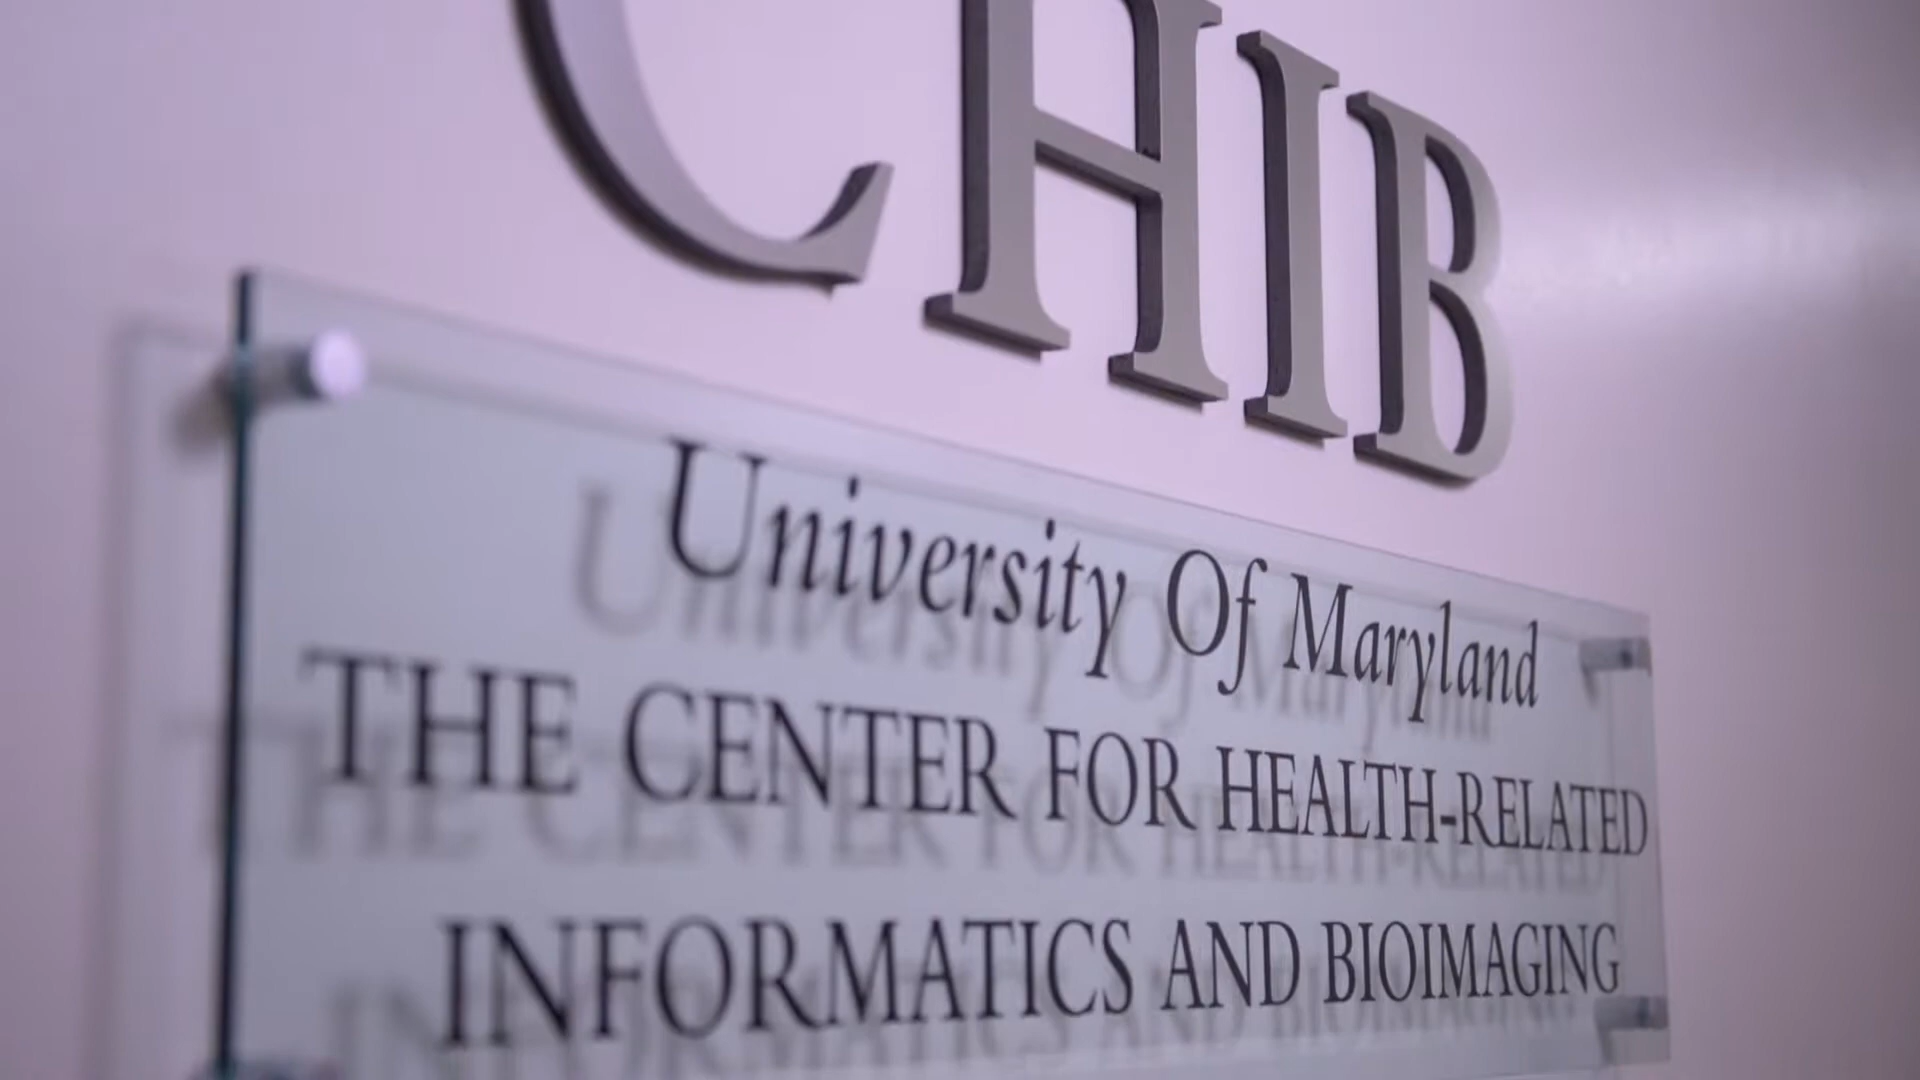 CHIB
University Of Maryland
THE CENTER FOR HEALTH-RELATED
INFORMATICS AND BIOIMAGING